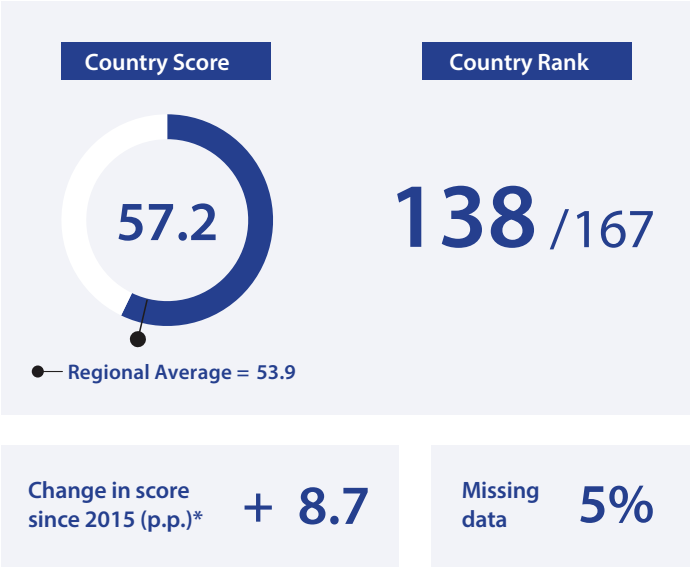 Country Score
Country Rank
57.2
138 /167
Regional Average = 53.9
Change in score
since 2015 (p.p.)*
+ 8.7
Missing
data
5%